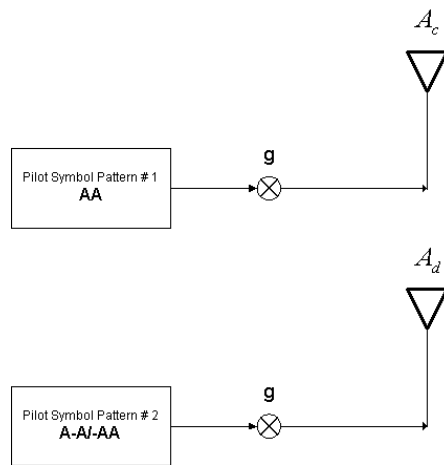 A_c
g
Pilot Symbol Pattern # 1
AA
A_d
g
Pilot Symbol Pattern # 2
A-A/-AA